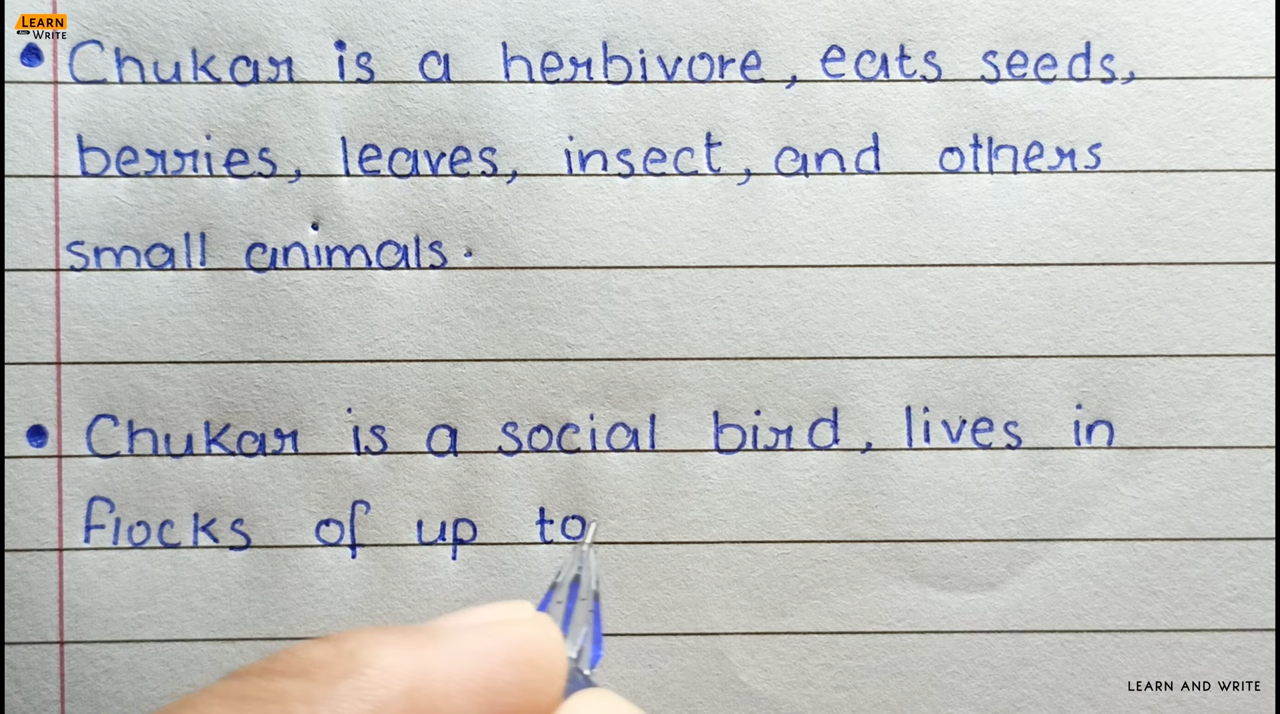 LEARN
AND WRITE
• Chukar is a herbivore, eats seeds,
berries, leaves, insect, and others
small animals.
• Chukar is a social bird, lives in
flocks of up to
LEARN AND WRITE